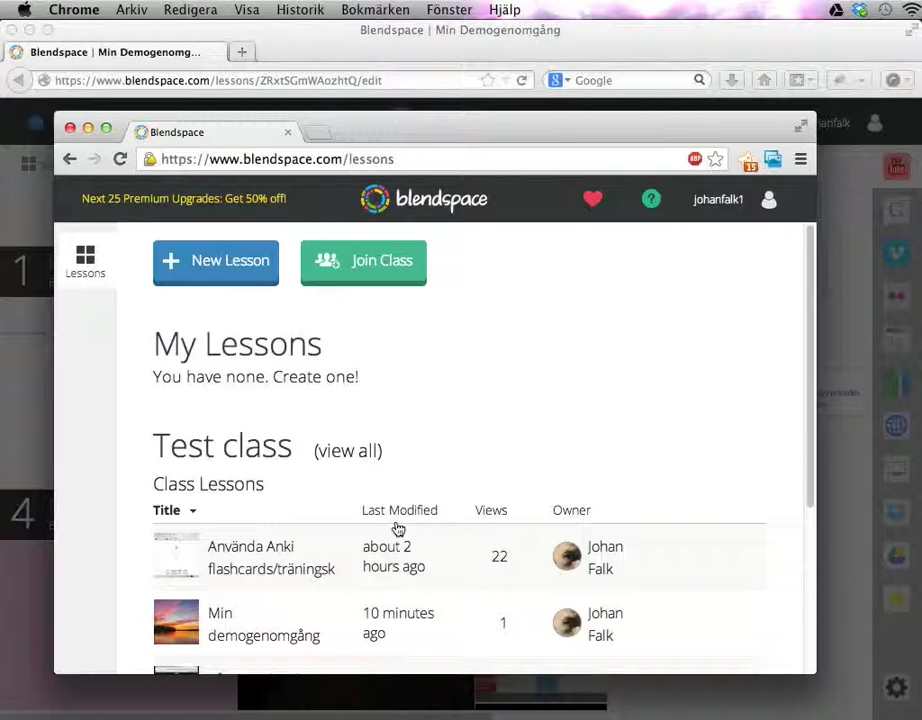 Chrome Arkiv Redigera Visa Historik Bokmärken Fönster Hjälp
Blendspace | Min Demogenomgång
Blendspace | Min Demogenomg...
https://www.blendspace.com/lessons/ZRxtSGmWAozhtQ/edit
Google
Blendspace
https://www.blendspace.com/lessons
ABP
15
Next 25 Premium Upgrades: Get 50% off!
blendspace
?
johanfalk1
Lessons
+ New Lesson
Join Class
1
My Lessons
You have none. Create one!
Test class (view all)
Class Lessons
Title Last Modified Views Owner
4
Använda Anki
flashcards/träningsk
about 2
hours ago
22
Johan
Falk
Min
demogenomgång
10 minutes
ago
1
Johan
Falk